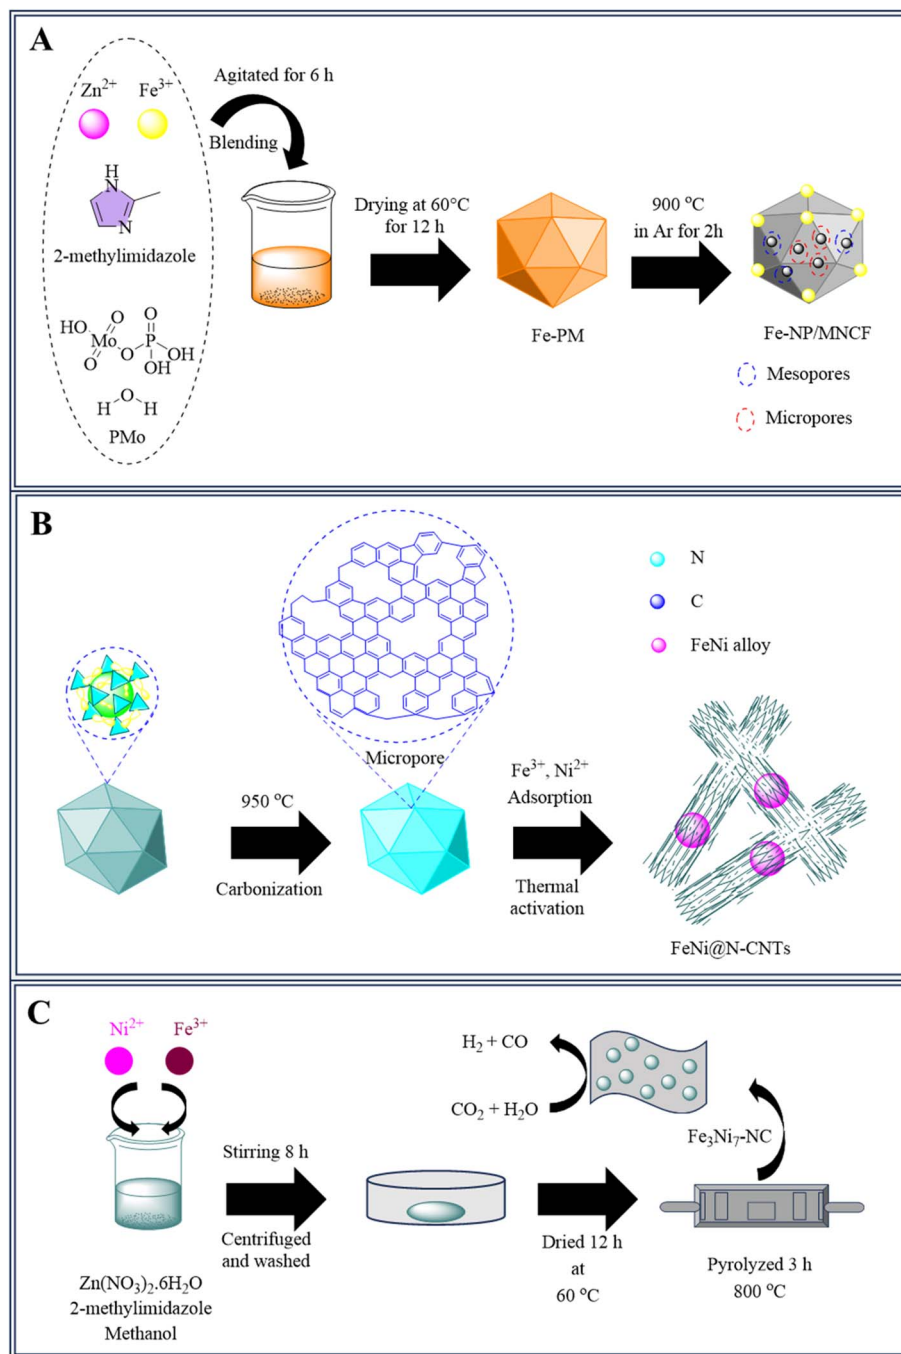 A
Zn²⁺ Fe³⁺
Agitated for 6 h
Blending
H
N
N
2-methylimidazole
Drying at 60°C
for 12 h
900 °C
in Ar for 2h
O
HO O
Mo P
O O OH
OH
H O H
PMo
Fe-PM
Fe-NP/MNCF
Mesopores
Micropores
B
N
C
FeNi alloy
Micropore
950 °C
Carbonization
Fe³⁺, Ni²⁺
Adsorption
Thermal
activation
FeNi@N-CNTs
C
Ni²⁺ Fe³⁺
Stirring 8 h
Centrifuged
and washed
Zn(NO₃)₂.6H₂O
2-methylimidazole
Methanol
H₂ + CO
CO₂ + H₂O
Fe₃Ni₇-NC
Dried 12 h
at
60 °C
Pyrolyzed 3 h
800 °C